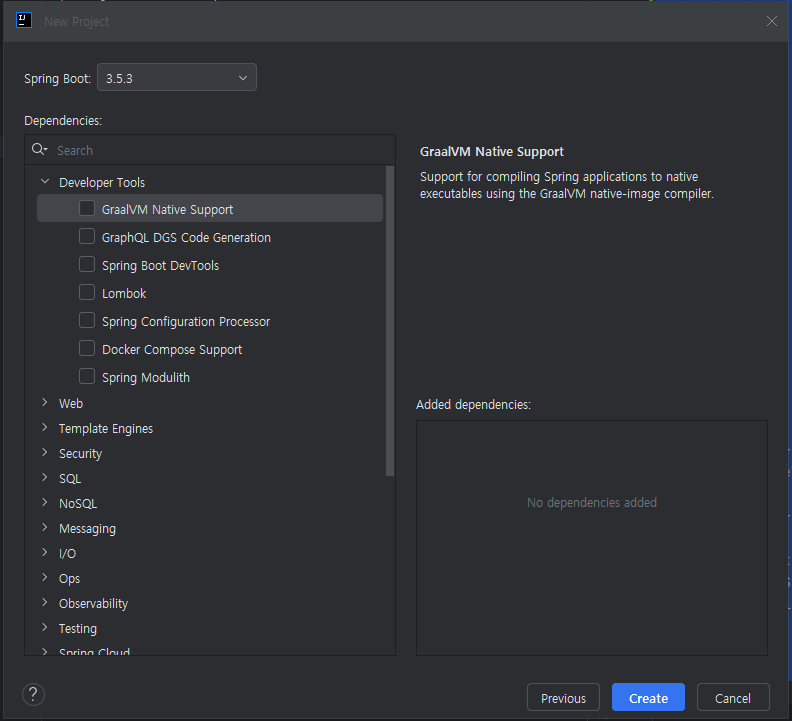 New Project
Spring Boot: 3.5.3
Dependencies:
Search
Developer Tools
GraalVM Native Support
GraphQL DGS Code Generation
Spring Boot DevTools
Lombok
Spring Configuration Processor
Docker Compose Support
Spring Modulith
Web
Template Engines
Security
SQL
NoSQL
Messaging
I/O
Ops
Observability
Testing
Spring Cloud
GraalVM Native Support
Support for compiling Spring applications to native
executables using the GraalVM native-image compiler.
Added dependencies:
No dependencies added
?
Previous
Create
Cancel